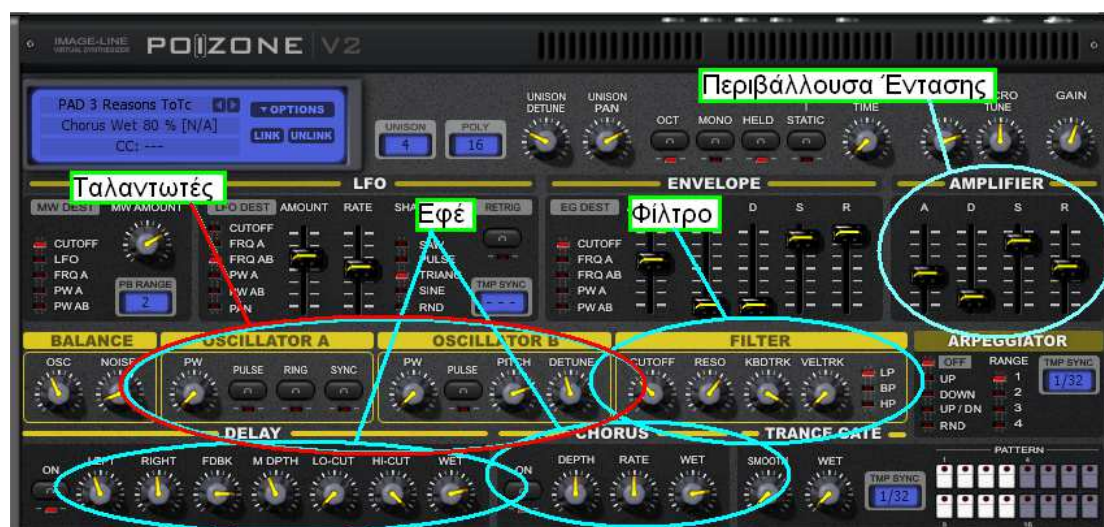 IMAGE-LINE
VIRTUAL SYNTHESIZER
POIZONE V2
PAD 3 Reasons ToTc
Chorus Wet 80 % [N/A]
CC: ---
OPTIONS
LINK UNLINK
UNISON
4
POLY
16
UNISON DETUNE
UNISON PAN
OCT MONO HELD STATIC
TIME
TUNE
GAIN
Περιβάλλουσα Έντασης
Ταλαντωτές
Εφέ
Φίλτρο
LFO
ENVELOPE
AMPLIFIER
MW DEST
MW AMOUNT
CUTOFF
LFO
FRQ A
PW A
PW AB
PB RANGE
2
LFO DEST
AMOUNT
RATE
CUTOFF
FRQ A
FRQ AB
PW A
PW AB
PAN
SAW
PULSE
TRIANG
SINE
RND
RETRIG
TMP SYNC
---
EG DEST
D S R
CUTOFF
FRQ A
FRQ AB
PW A
PW AB
A D S R
BALANCE
OSCILLATOR A
OSCILLATOR B
FILTER
ARPEGGIATOR
OSC NOISE
PW PULSE RING SYNC
PW PULSE PITCH DETUNE
CUTOFF RESO KBDTRK VELTRK
LP
BP
HP
OFF
UP
DOWN
UP / DN
RND
RANGE
1
2
3
4
TMP SYNC
1/32
DELAY
CHORUS
TRANCE GATE
ON LEFT RIGHT FDBK M DPTH LO-CUT HI-CUT WET
ON DEPTH RATE WET
SMOOTH WET
TMP SYNC
1/32
PATTERN